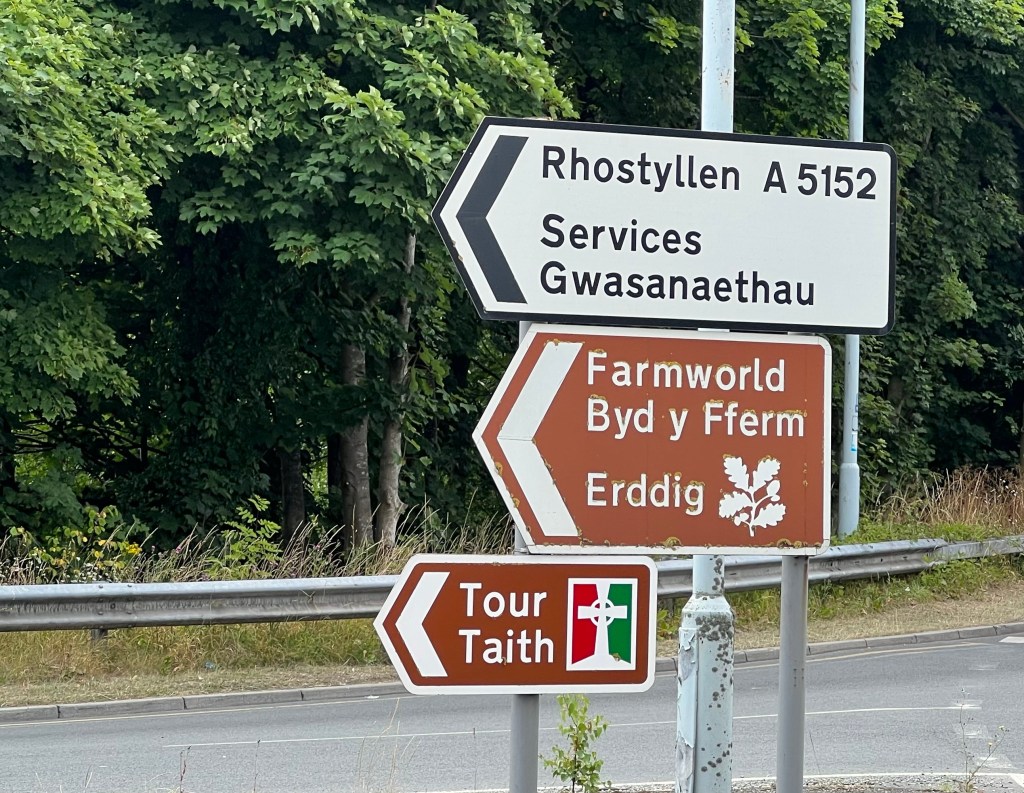 Rhostyllen A 5152
Services
Gwasanaethau
Farmworld
Byd y Fferm
Erddig
Tour
Taith